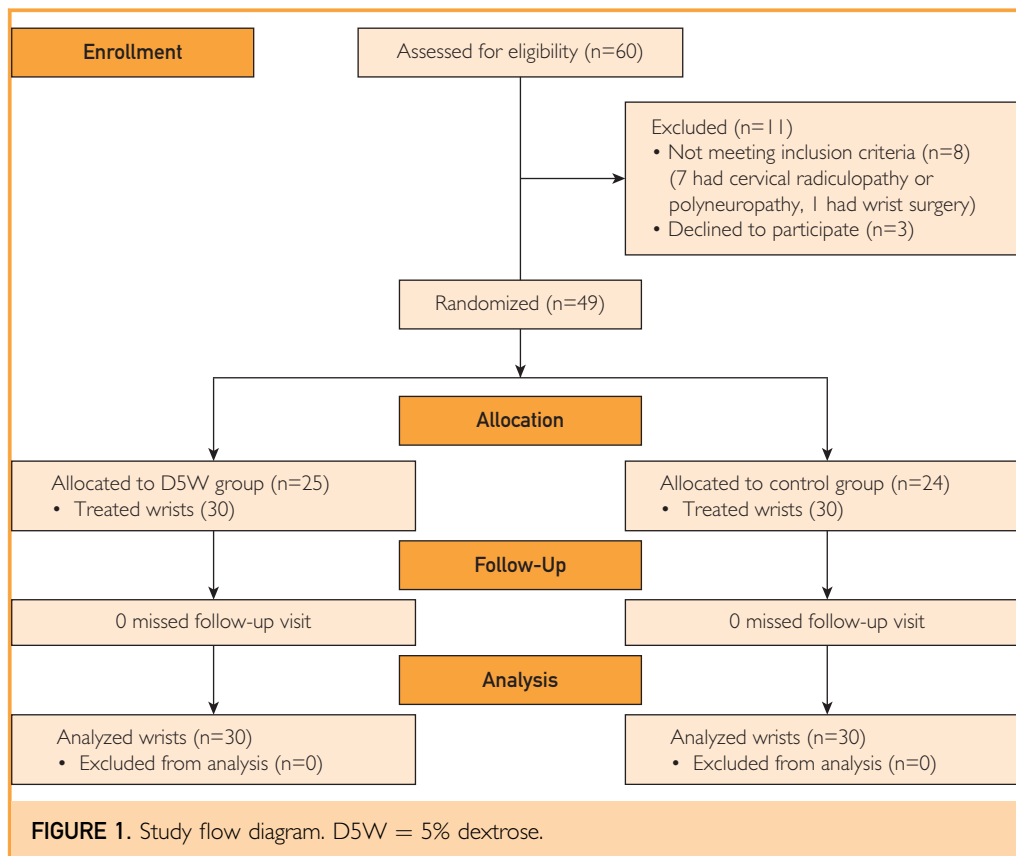 Enrollment
Assessed for eligibility (n=60)
Excluded (n=11)
• Not meeting inclusion criteria (n=8)
(7 had cervical radiculopathy or
polyneuropathy, 1 had wrist surgery)
• Declined to participate (n=3)
Randomized (n=49)
Allocation
Allocated to D5W group (n=25)
• Treated wrists (30)
Allocated to control group (n=24)
• Treated wrists (30)
Follow-Up
0 missed follow-up visit
0 missed follow-up visit
Analysis
Analyzed wrists (n=30)
• Excluded from analysis (n=0)
Analyzed wrists (n=30)
• Excluded from analysis (n=0)
FIGURE 1. Study flow diagram. D5W = 5% dextrose.